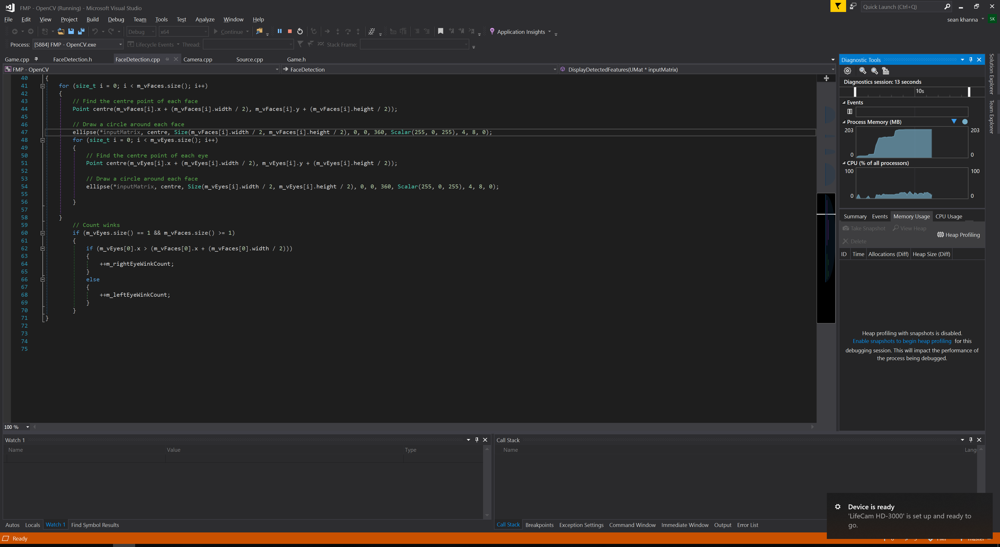 FMP - OpenCV (Running) - Microsoft Visual Studio
Quick Launch (Ctrl+Q)
File Edit View Project Build Debug Team Tools Test Analyze Window Help
sean khanna SK
Debug x64 Continue Application Insights
Process: [5884] FMP - OpenCV.exe Lifecycle Events Thread: Stack Frame:
Game.cpp FaceDetection.h FaceDetection.cpp Camera.cpp Source.cpp Game.h
FMP - OpenCV FaceDetection DisplayDetectedFeatures(UMat * inputMatrix)
40 {
41 for (size_t i = 0; i < m_vFaces.size(); i++)
42 {
43 // Find the centre point of each face
44 Point centre(m_vFaces[i].x + (m_vFaces[i].width / 2), m_vFaces[i].y + (m_vFaces[i].height / 2));
45
46 // Draw a circle around each face
47 ellipse(*inputMatrix, centre, Size(m_vFaces[i].width / 2, m_vFaces[i].height / 2), 0, 0, 360, Scalar(255, 0, 255), 4, 8, 0);
48 for (size_t i = 0; i < m_vEyes.size(); i++)
49 {
50 // Find the centre point of each eye
51 Point centre(m_vEyes[i].x + (m_vEyes[i].width / 2), m_vEyes[i].y + (m_vEyes[i].height / 2));
52
53 // Draw a circle around each face
54 ellipse(*inputMatrix, centre, Size(m_vEyes[i].width / 2, m_vEyes[i].height / 2), 0, 0, 360, Scalar(255, 0, 255), 4, 8, 0);
55
56 }
57
58 }
59 // Count winks
60 if (m_vEyes.size() == 1 && m_vFaces.size() >= 1)
61 {
62 if (m_vEyes[0].x > (m_vFaces[0].x + (m_vFaces[0].width / 2)))
63 {
64 ++m_rightEyeWinkCount;
65 }
66 else
67 {
68 ++m_leftEyeWinkCount;
69 }
70 }
71 }
72
73
74
75
100 %
Diagnostic Tools
Diagnostics session: 13 seconds
10s
Events
Process Memory (MB)
203 203
0 0
CPU (% of all processors)
100 100
0 0
Summary Events Memory Usage CPU Usage
Take Snapshot View Heap
Heap Profiling
Delete
ID Time Allocations (Diff) Heap Size (Diff)
Heap profiling with snapshots is disabled.
Enable snapshots to begin heap profiling for this
debugging session. This will impact the performance of
the process being debugged.
Solution Explorer
Team Explorer
Watch 1
Name Value Type
Autos Locals Watch 1 Find Symbol Results
Call Stack
Name Lang
Call Stack Breakpoints Exception Settings Command Window Immediate Window Output Error List
Device is ready
'LifeCam HD-3000' is set up and ready to
go.
Ready